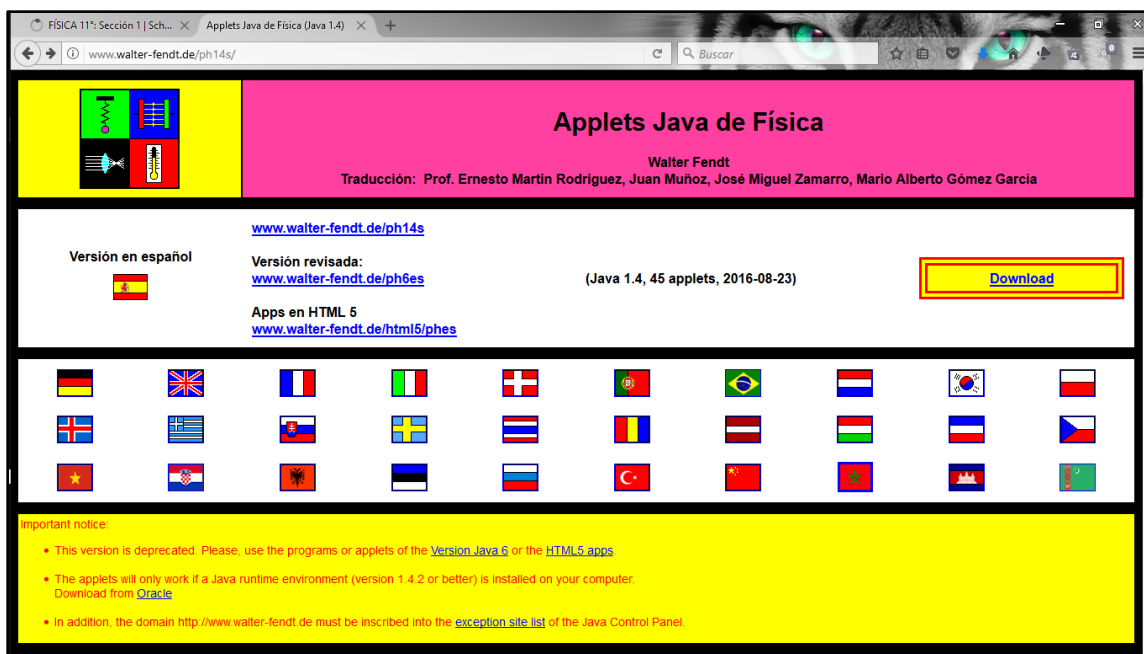 FÍSICA 11°: Sección 1 | Sch...
Applets Java de Física (Java 1.4)
www.walter-fendt.de/ph14s/
Buscar
Applets Java de Física
Walter Fendt
Traducción: Prof. Ernesto Martin Rodriguez, Juan Muñoz, José Miguel Zamarro, Mario Alberto Gómez García
Versión en español
www.walter-fendt.de/ph14s
Versión revisada:
www.walter-fendt.de/ph6es
Apps en HTML 5
www.walter-fendt.de/html5/phes
(Java 1.4, 45 applets, 2016-08-23)
Download
Important notice:
• This version is deprecated. Please, use the programs or applets of the Version Java 6 or the HTML5 apps.
• The applets will only work if a Java runtime environment (version 1.4.2 or better) is installed on your computer.
Download from Oracle
• In addition, the domain http://www.walter-fendt.de must be inscribed into the exception site list of the Java Control Panel.